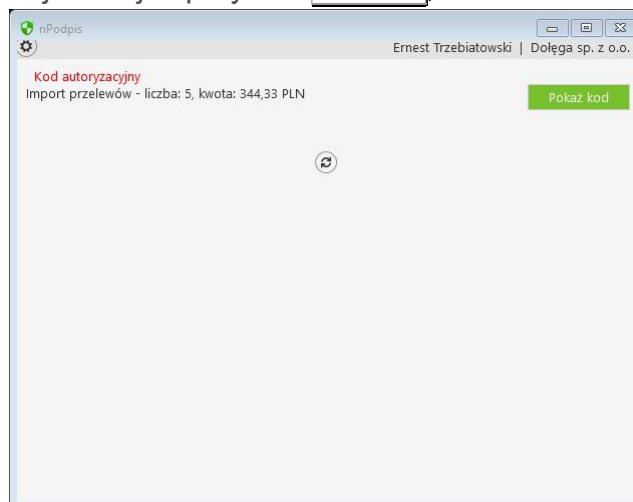 nPodpis
Ernest Trzebiatowski | Dołęga sp. z o.o.
Kod autoryzacyjny
Import przelewów - liczba: 5, kwota: 344,33 PLN
Pokaż kod